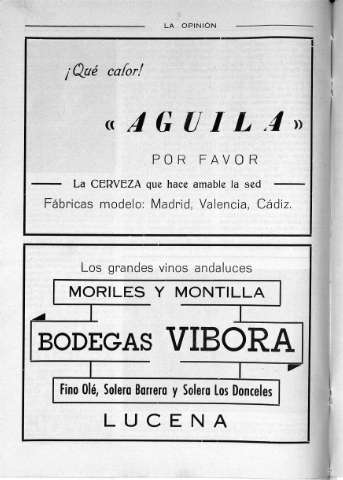 LA OPINIÓN
¡Qué calor!
« AGUILA »
POR FAVOR
La CERVEZA que hace amable la sed
Fábricas modelo: Madrid, Valencia, Cádiz.
Los grandes vinos andaluces
MORILES Y MONTILLA
BODEGAS VIBORA
Fino Olé, Solera Barrera y Solera Los Donceles
LUCENA